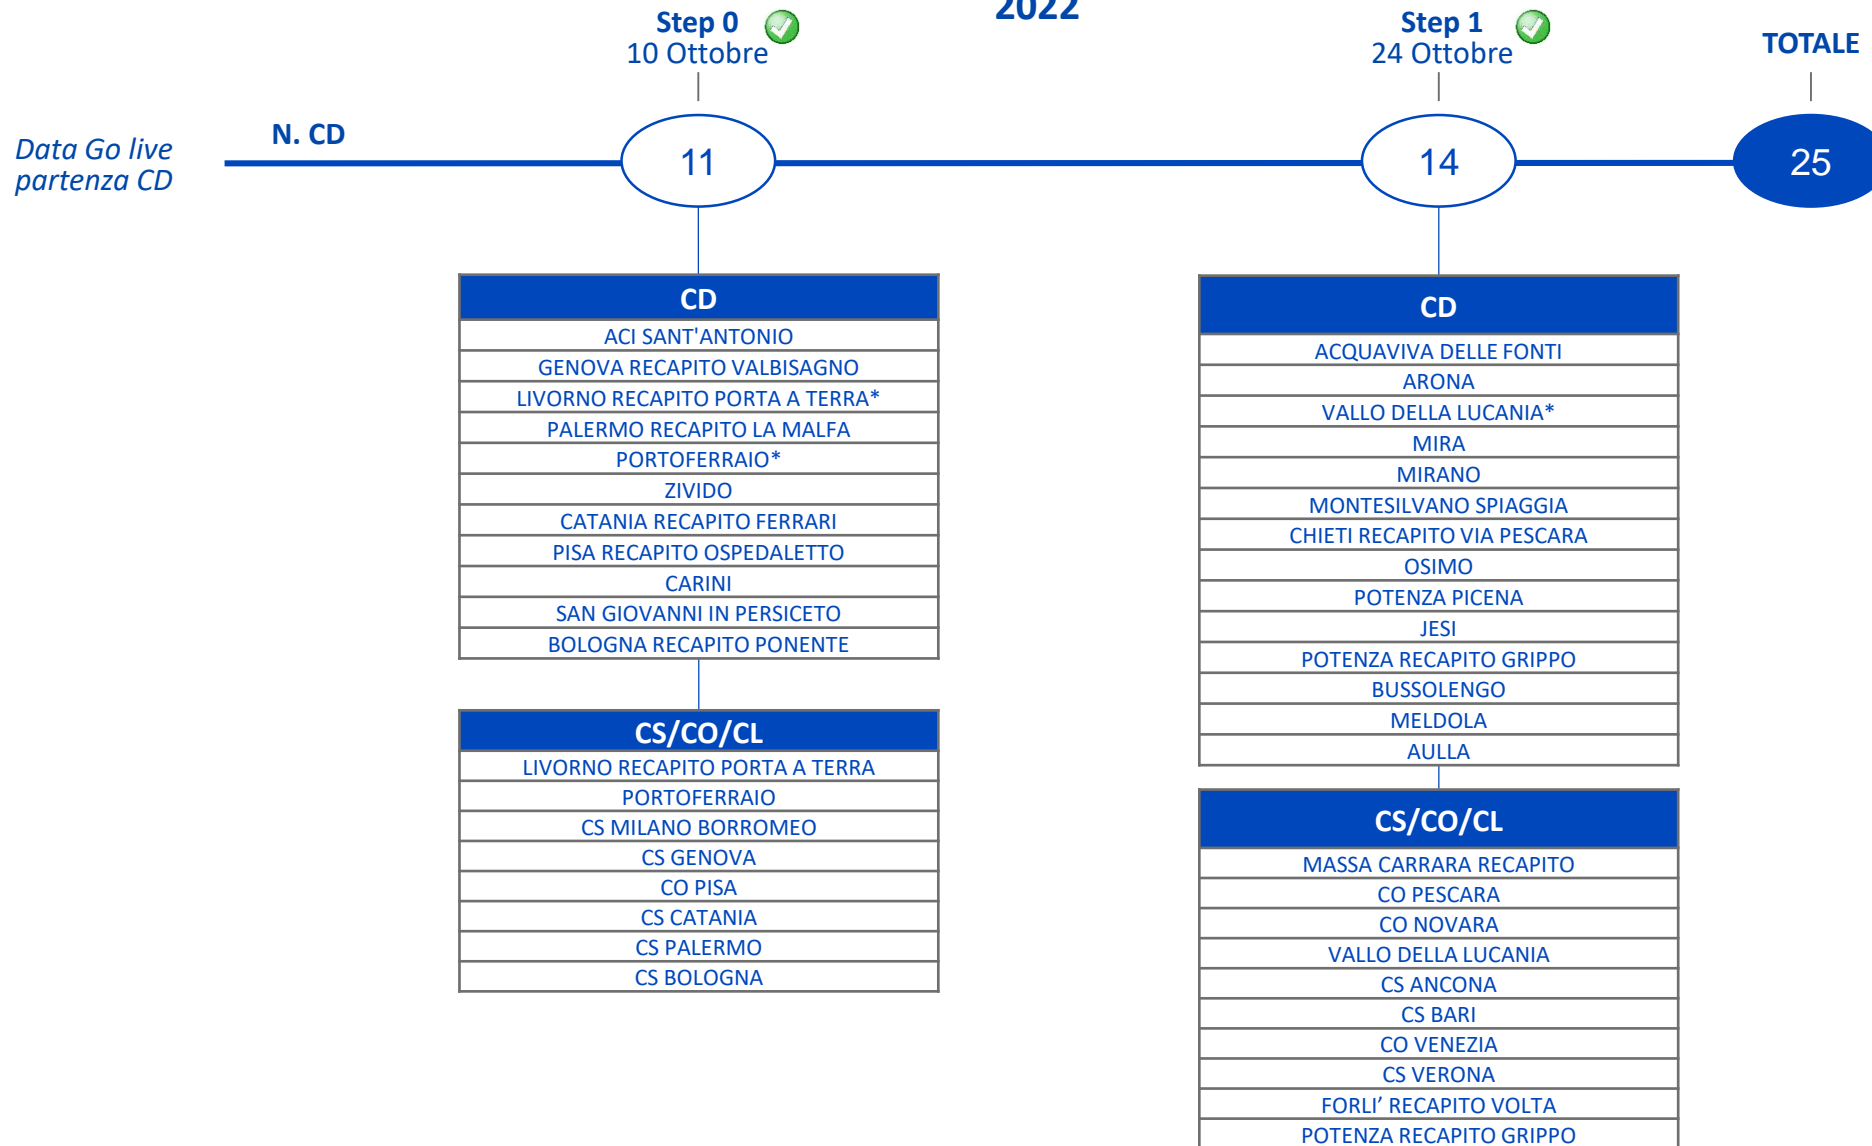 2022
Step 0
10 Ottobre
Step 1
24 Ottobre
TOTALE
Data Go live
partenza CD
N. CD
11
14
25
CD
ACI SANT'ANTONIO
GENOVA RECAPITO VALBISAGNO
LIVORNO RECAPITO PORTA A TERRA*
PALERMO RECAPITO LA MALFA
PORTOFERRAIO*
ZIVIDO
CATANIA RECAPITO FERRARI
PISA RECAPITO OSPEDALETTO
CARINI
SAN GIOVANNI IN PERSICETO
BOLOGNA RECAPITO PONENTE
CS/CO/CL
LIVORNO RECAPITO PORTA A TERRA
PORTOFERRAIO
CS MILANO BORROMEO
CS GENOVA
CO PISA
CS CATANIA
CS PALERMO
CS BOLOGNA
CD
ACQUAVIVA DELLE FONTI
ARONA
VALLO DELLA LUCANIA*
MIRA
MIRANO
MONTESILVANO SPIAGGIA
CHIETI RECAPITO VIA PESCARA
OSIMO
POTENZA PICENA
JESI
POTENZA RECAPITO GRIPPO
BUSSOLENGO
MELDOLA
AULLA
CS/CO/CL
MASSA CARRARA RECAPITO
CO PESCARA
CO NOVARA
VALLO DELLA LUCANIA
CS ANCONA
CS BARI
CO VENEZIA
CS VERONA
FORLI’ RECAPITO VOLTA
POTENZA RECAPITO GRIPPO